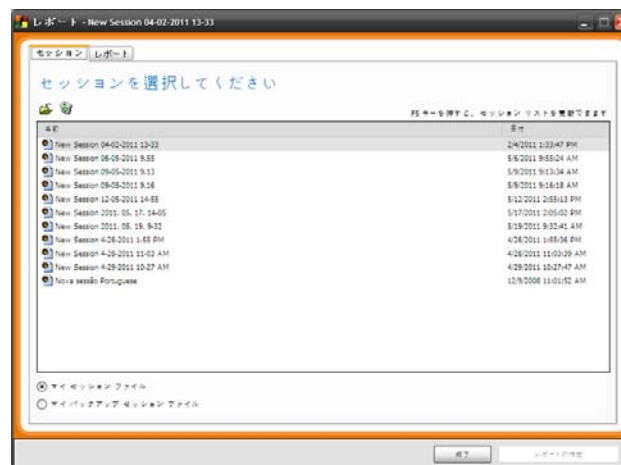 レポート - New Session 04-02-2011 13-33
セッション レポート
セッションを選択してください
F5 キーを押すと、セッション リストを更新できます
名前 日付
New Session 04-02-2011 13-33 2/4/2011 1:33:47 PM
New Session 06-05-2011 9.55 5/6/2011 9:55:24 AM
New Session 09-05-2011 9.13 5/9/2011 9:13:34 AM
New Session 09-05-2011 9.16 5/9/2011 9:16:18 AM
New Session 12-05-2011 14-55 5/12/2011 2:55:13 PM
New Session 2011. 05. 17. 14-05 5/17/2011 2:05:02 PM
New Session 2011. 05. 19. 9-32 5/19/2011 9:32:41 AM
New Session 4-28-2011 1-55 PM 4/28/2011 1:55:36 PM
New Session 4-28-2011 11-03 AM 4/28/2011 11:03:39 AM
New Session 4-29-2011 10-27 AM 4/29/2011 10:27:47 AM
Nova sessão Portuguese 12/9/2008 11:01:52 AM
マイ セッション ファイル
マイ バックアップ セッション ファイル
終了 レポートの作成